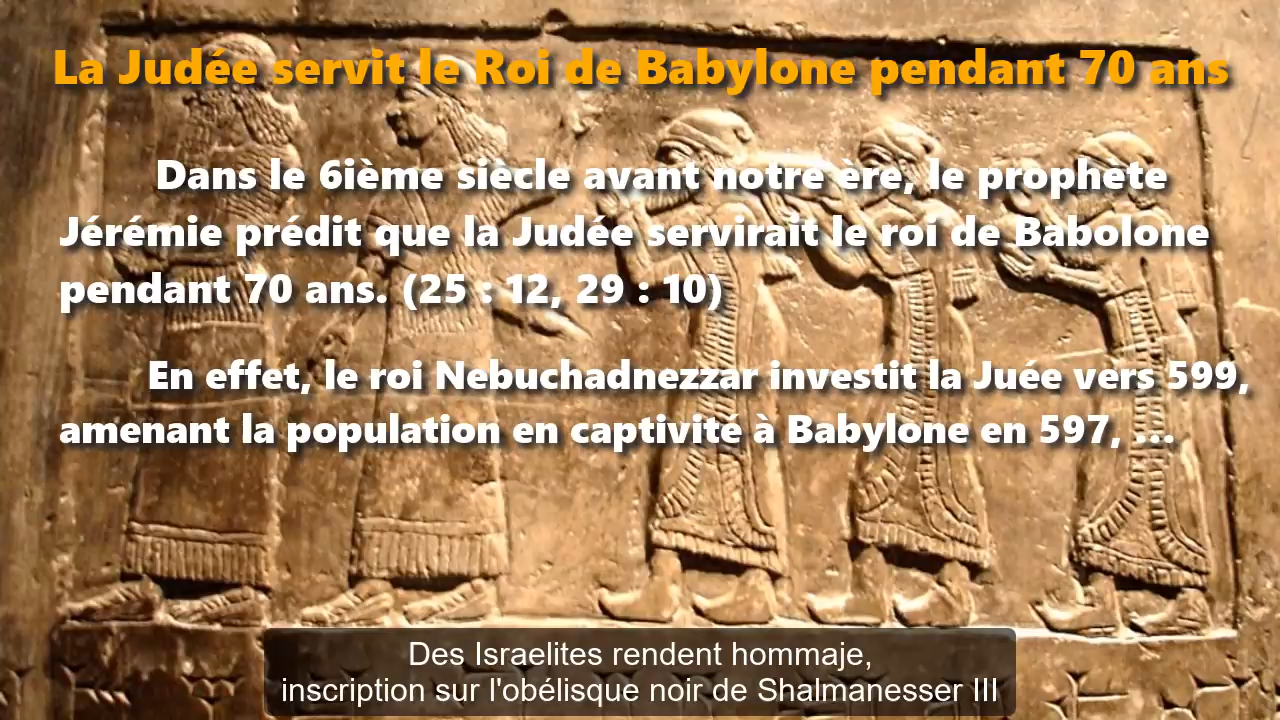 La Judée servit le Roi de Babylone pendant 70 ans
Dans le 6ième siècle avant notre ère, le prophète
Jérémie prédit que la Judée servirait le roi de Babolone
pendant 70 ans. (25 : 12, 29 : 10)
En effet, le roi Nebuchadnezzar investit la Juée vers 599,
amenant la population en captivité à Babylone en 597, ...
Des Israelites rendent hommaje,
inscription sur l'obélisque noir de Shalmanesser III